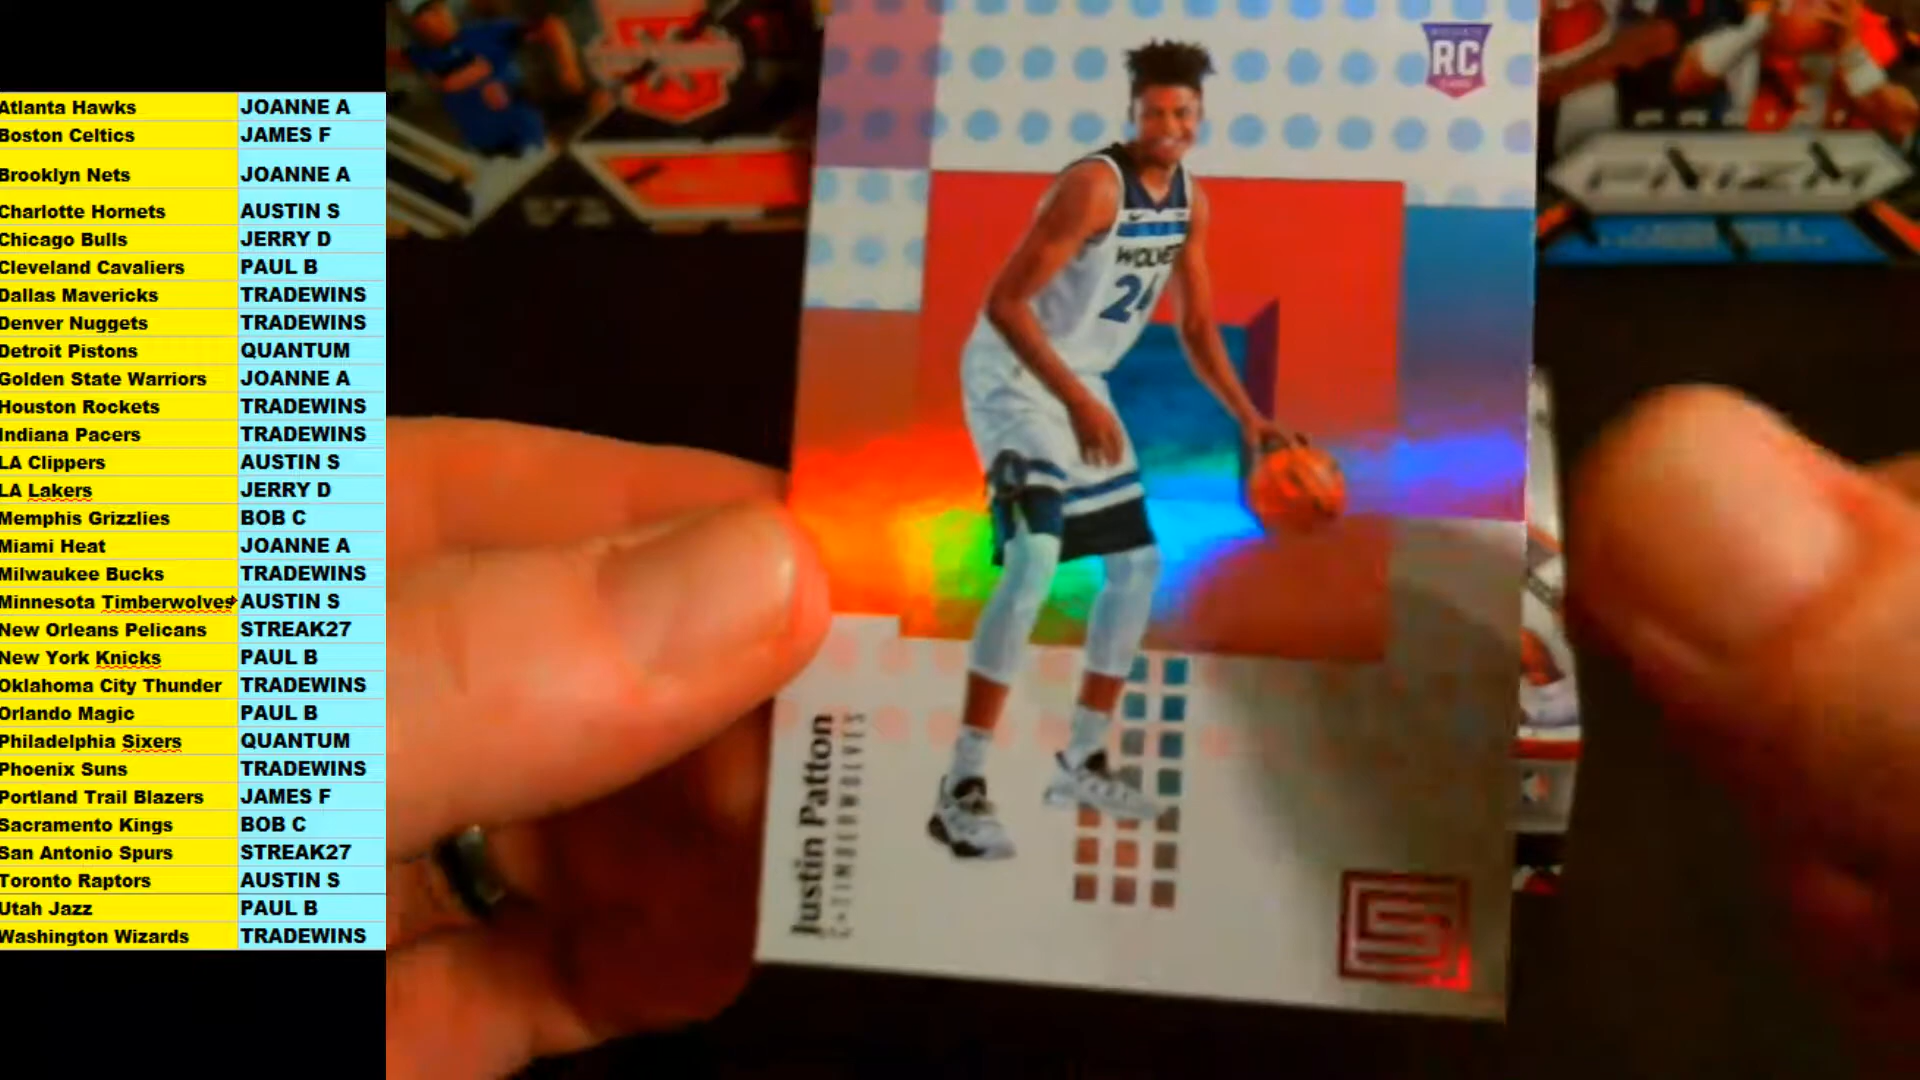 Atlanta Hawks JOANNE A
Boston Celtics JAMES F
Brooklyn Nets JOANNE A
Charlotte Hornets AUSTIN S
Chicago Bulls JERRY D
Cleveland Cavaliers PAUL B
Dallas Mavericks TRADEWINS
Denver Nuggets TRADEWINS
Detroit Pistons QUANTUM
Golden State Warriors JOANNE A
Houston Rockets TRADEWINS
Indiana Pacers TRADEWINS
LA Clippers AUSTIN S
LA Lakers JERRY D
Memphis Grizzlies BOB C
Miami Heat JOANNE A
Milwaukee Bucks TRADEWINS
Minnesota Timberwolves AUSTIN S
New Orleans Pelicans STREAK27
New York Knicks PAUL B
Oklahoma City Thunder TRADEWINS
Orlando Magic PAUL B
Philadelphia Sixers QUANTUM
Phoenix Suns TRADEWINS
Portland Trail Blazers JAMES F
Sacramento Kings BOB C
San Antonio Spurs STREAK27
Toronto Raptors AUSTIN S
Utah Jazz PAUL B
Washington Wizards TRADEWINS
RC
WOLVES
24
Justin Patton
C•TIMBERWOLVES
PRIZM